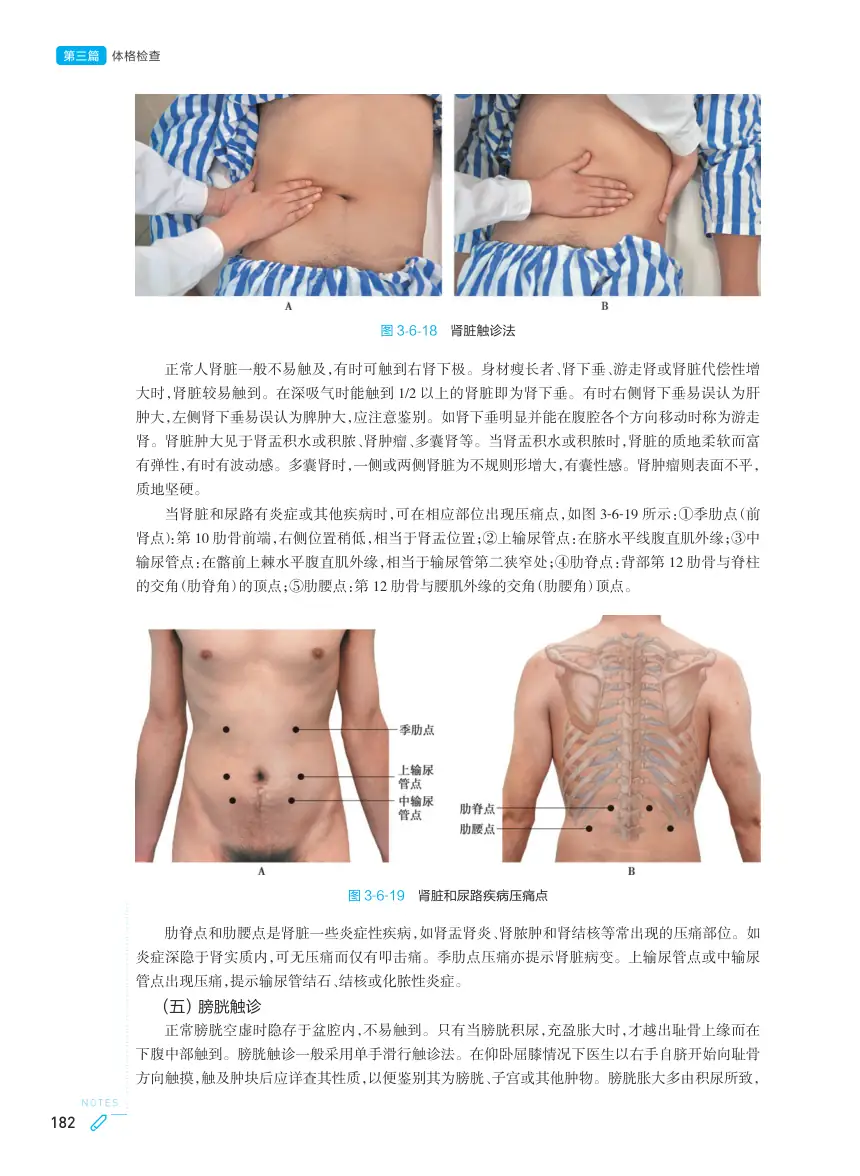 第三篇 体格检查
A
B
图 3-6-18 肾脏触诊法
正常人肾脏一般不易触及,有时可触到右肾下极。身材瘦长者、肾下垂、游走肾或肾脏代偿性增
大时,肾脏较易触到。在深吸气时能触到 1/2 以上的肾脏即为肾下垂。有时右侧肾下垂易误认为肝
肿大,左侧肾下垂易误认为脾肿大,应注意鉴别。如肾下垂明显并能在腹腔各个方向移动时称为游走
肾。肾脏肿大见于肾盂积水或积脓、肾肿瘤、多囊肾等。当肾盂积水或积脓时,肾脏的质地柔软而富
有弹性,有时有波动感。多囊肾时,一侧或两侧肾脏为不规则形增大,有囊性感。肾肿瘤则表面不平,
质地坚硬。
当肾脏和尿路有炎症或其他疾病时,可在相应部位出现压痛点,如图 3-6-19 所示:①季肋点(前
肾点):第 10 肋骨前端,右侧位置稍低,相当于肾盂位置;②上输尿管点:在脐水平线腹直肌外缘;③中
输尿管点:在髂前上棘水平腹直肌外缘,相当于输尿管第二狭窄处;④肋脊点:背部第 12 肋骨与脊柱
的交角(肋脊角)的顶点;⑤肋腰点:第 12 肋骨与腰肌外缘的交角(肋腰角)顶点。
季肋点
上输尿
管点
中输尿
管点
肋脊点
肋腰点
A
B
图 3-6-19 肾脏和尿路疾病压痛点
肋脊点和肋腰点是肾脏一些炎症性疾病,如肾盂肾炎、肾脓肿和肾结核等常出现的压痛部位。如
炎症深隐于肾实质内,可无压痛而仅有叩击痛。季肋点压痛亦提示肾脏病变。上输尿管点或中输尿
管点出现压痛,提示输尿管结石、结核或化脓性炎症。
(五)膀胱触诊
正常膀胱空虚时隐存于盆腔内,不易触到。只有当膀胱积尿,充盈胀大时,才越出耻骨上缘而在
下腹中部触到。膀胱触诊一般采用单手滑行触诊法。在仰卧屈膝情况下医生以右手自脐开始向耻骨
方向触摸,触及肿块后应详查其性质,以便鉴别其为膀胱、子宫或其他肿物。膀胱胀大多由积尿所致,
NOTES
182